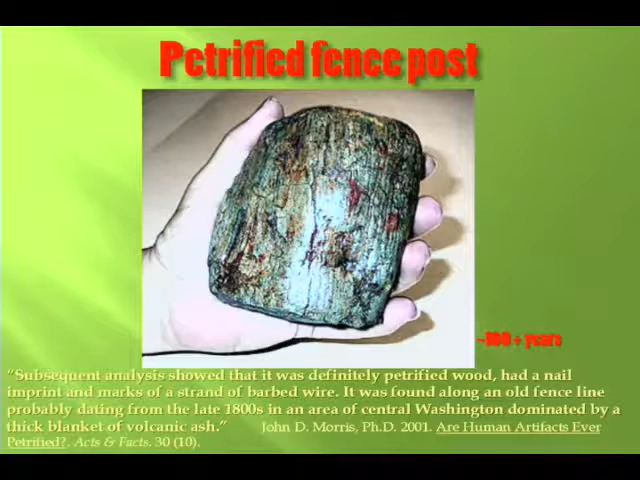 Petrified fence post
~100 + years
“Subsequent analysis showed that it was definitely petrified wood, had a nail
imprint and marks of a strand of barbed wire. It was found along an old fence line
probably dating from the late 1800s in an area of central Washington dominated by a
thick blanket of volcanic ash.” John D. Morris, Ph.D. 2001. Are Human Artifacts Ever
Petrified?. Acts & Facts. 30 (10).